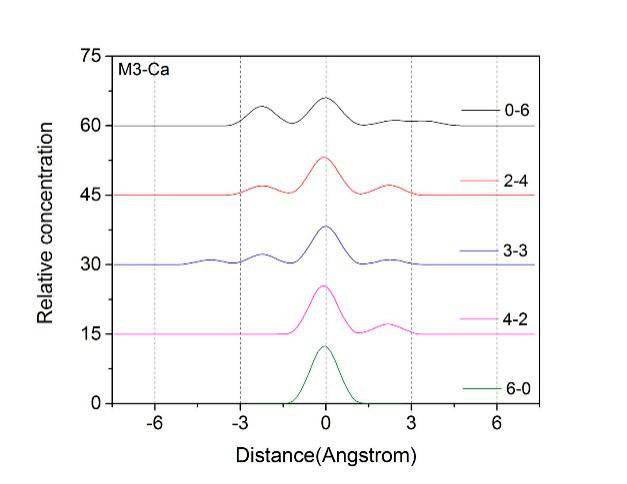 75
M3-Ca
60
0-6
45
2-4
30
3-3
15
4-2
0
6-0
-6 -3 0 3 6
Distance(Angstrom)
Relative concentration